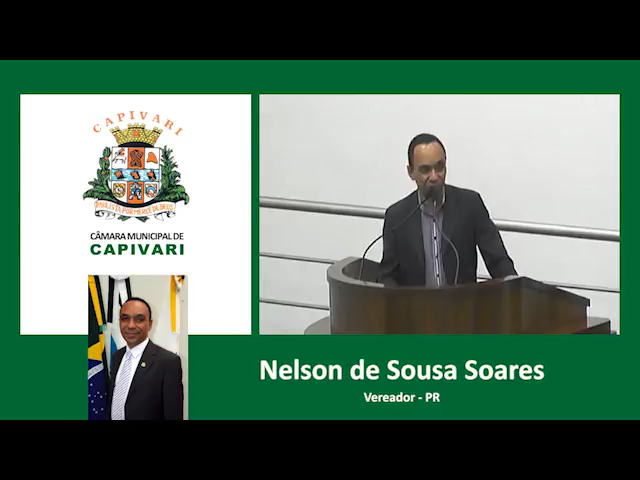 CAPIVARI
CÂMARA MUNICIPAL DE
CAPIVARI
Nelson de Sousa Soares
Vereador - PR